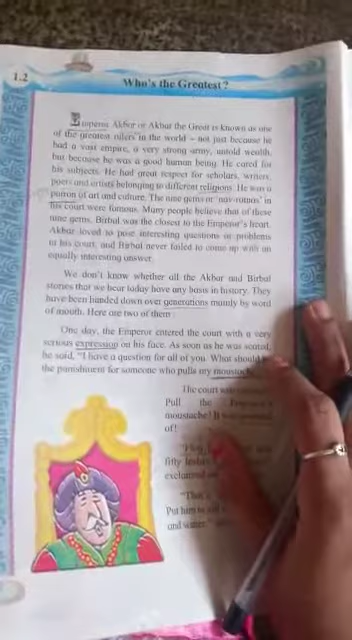 1.2
Who's the Greatest?
Emperor Akbar or Akbar the Great is known as one
of the greatest rulers in the world – not just because he
had a vast empire, a very strong army, untold wealth,
but because he was a good human being. He cared for
his subjects. He had great respect for scholars, writers,
poets and artists belonging to different religions. He was a
patron of art and culture. The nine gems or 'nav-ratnas' in
his court were famous. Many people believe that of these
nine gems, Birbal was the closest to the Emperor's heart.
Akbar loved to pose interesting questions or problems
to his court, and Birbal never failed to come up with an
equally interesting answer.
We don't know whether all the Akbar and Birbal
stories that we hear today have any basis in history. They
have been handed down over generations mainly by word
of mouth. Here are two of them :
One day, the Emperor entered the court with a very
serious expression on his face. As soon as he was seated,
he said, "I have a question for all of you. What should
the punishment for someone who pulls my
The court was
Pull the
moustache! It
of!
fifty lashes
exclaimed
"That's
Put him
and water,"